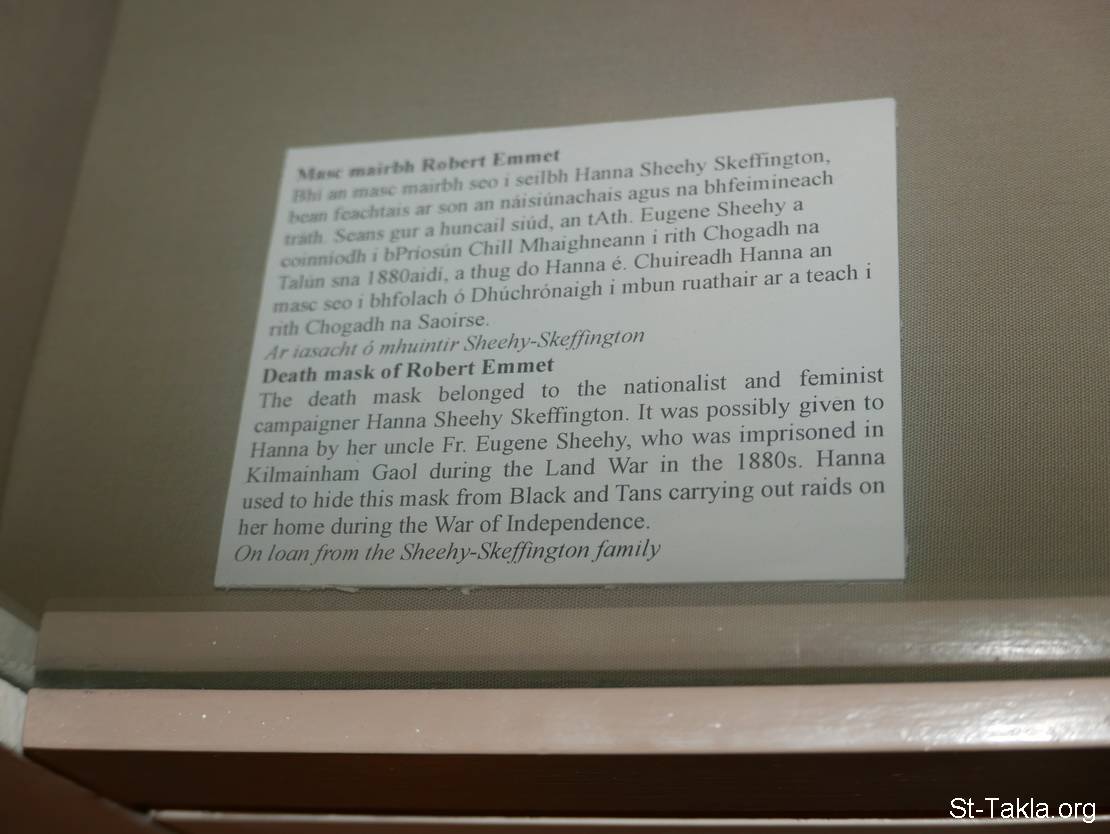 Masc mairbh Robert Emmet
Bhí an masc mairbh seo i seilbh Hanna Sheehy Skeffington,
bean feachtais ar son an náisiúnachais agus na bhfeimineach
tráth. Seans gur a huncail siúd, an tAth. Eugene Sheehy a
coinníodh i bPríosún Chill Mhaighneann i rith Chogadh na
Talún sna 1880aidí, a thug do Hanna é. Chuireadh Hanna an
masc seo i bhfolach ó Dhúchrónaigh i mbun ruathair ar a teach i
rith Chogadh na Saoirse.
Ar iasacht ó mhuintir Sheehy-Skeffington
Death mask of Robert Emmet
The death mask belonged to the nationalist and feminist
campaigner Hanna Sheehy Skeffington. It was possibly given to
Hanna by her uncle Fr. Eugene Sheehy, who was imprisoned in
Kilmainham Gaol during the Land War in the 1880s. Hanna
used to hide this mask from Black and Tans carrying out raids on
her home during the War of Independence.
On loan from the Sheehy-Skeffington family
St-Takla.org